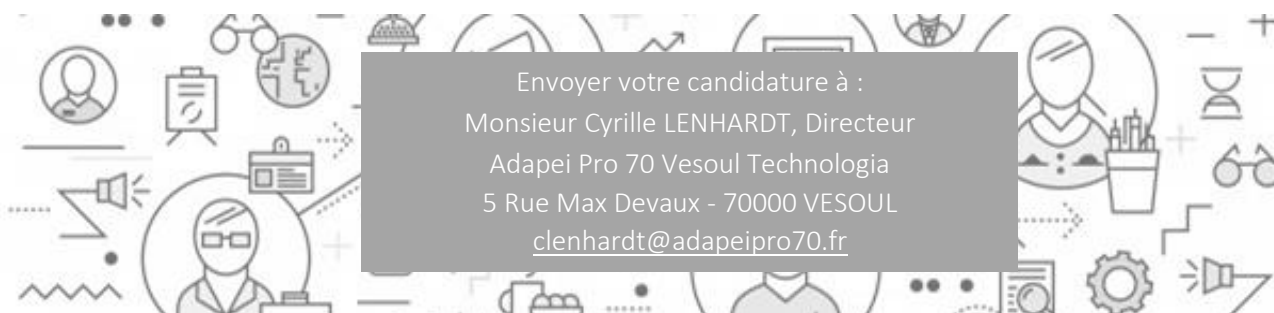 Envoyer votre candidature à :
Monsieur Cyrille LENHARDT, Directeur
Adapei Pro 70 Vesoul Technologia
5 Rue Max Devaux - 70000 VESOUL
clenhardt@adapeipro70.fr